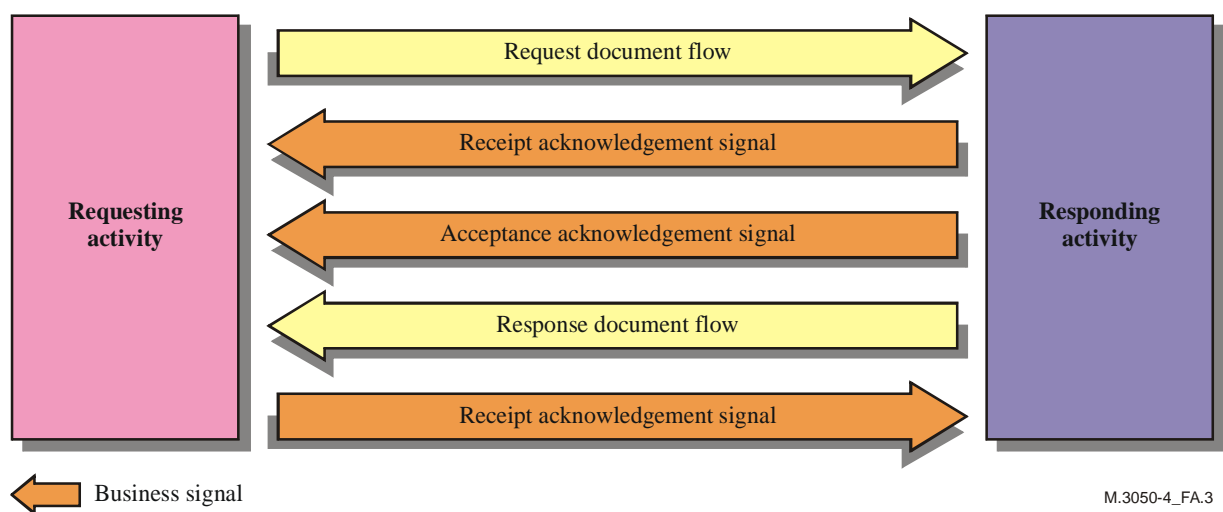 Request document flow
Receipt acknowledgement signal
Requesting
activity
Acceptance acknowledgement signal
Responding
activity
Response document flow
Receipt acknowledgement signal
Business signal
M.3050-4_FA.3